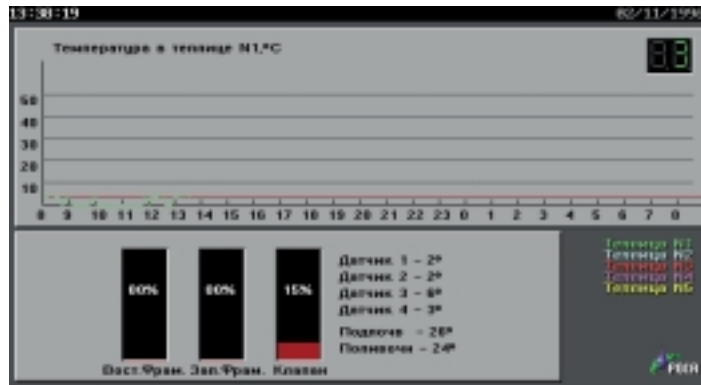 13:38:19
02/11/1998
Температура в теплице N1,°C
3
50
40
30
20
10
8 9 10 11 12 13 14 15 16 17 18 19 20 21 22 23 0 1 2 3 4 5 6 7 8
Теплица N1
Теплица N2
Теплица N3
Теплица N4
Теплица N5
00% 00% 15%
Датчик 1 - 2°
Датчик 2 - 2°
Датчик 3 - 6°
Датчик 4 - 3°
Подпочв - 28°
Поливочн - 24°
Вост.Фрам. Зап.Фрам. Клапан